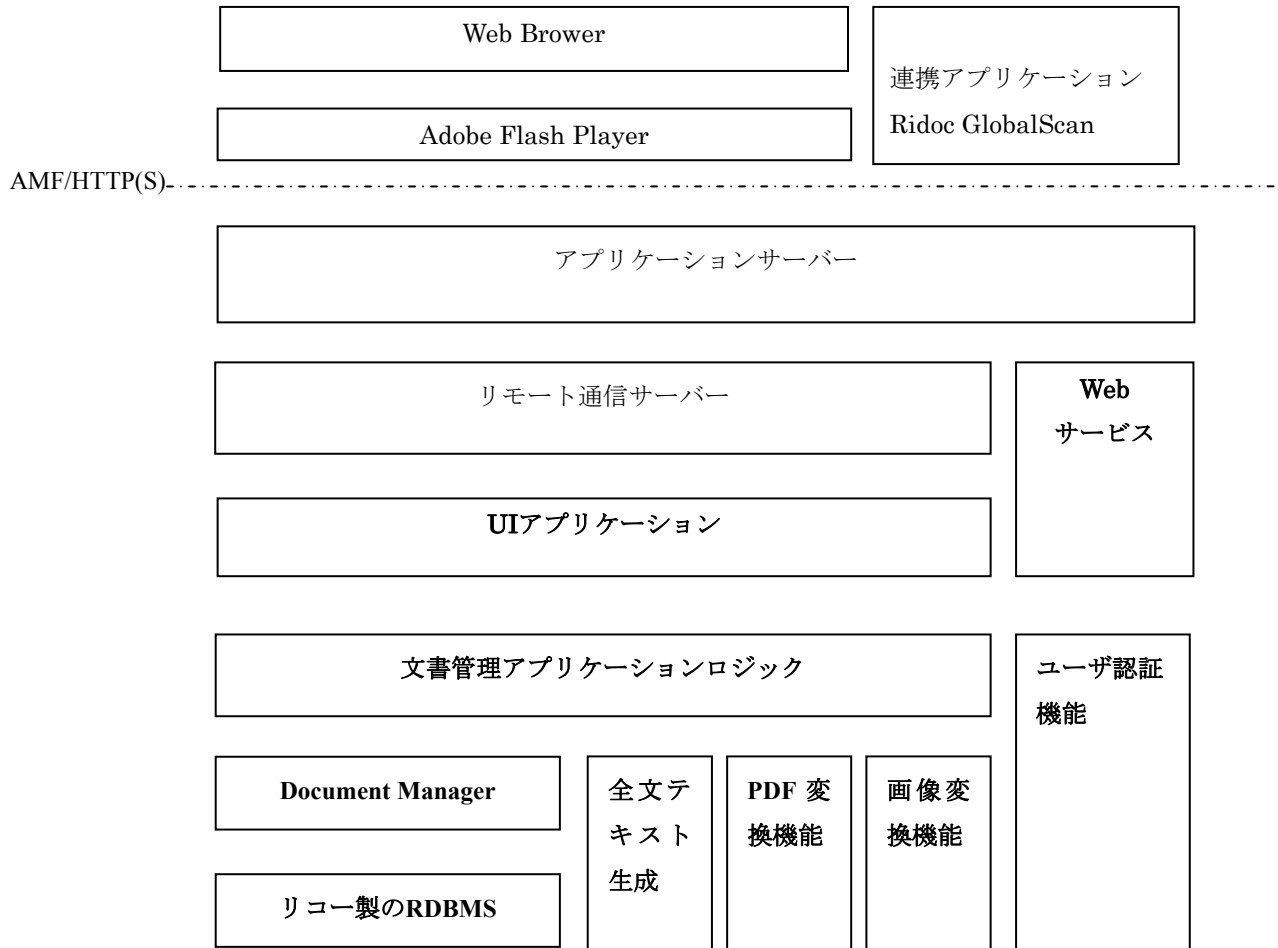 Web Brower
連携アプリケーション
Ridoc GlobalScan
Adobe Flash Player
AMF/HTTP(S)
アプリケーションサーバー
リモート通信サーバー
Web
サービス
UIアプリケーション
文書管理アプリケーションロジック
ユーザ認証
機能
Document Manager
全文テ
キスト
生成
PDF 変
換機能
画像変
換機能
リコー製のRDBMS